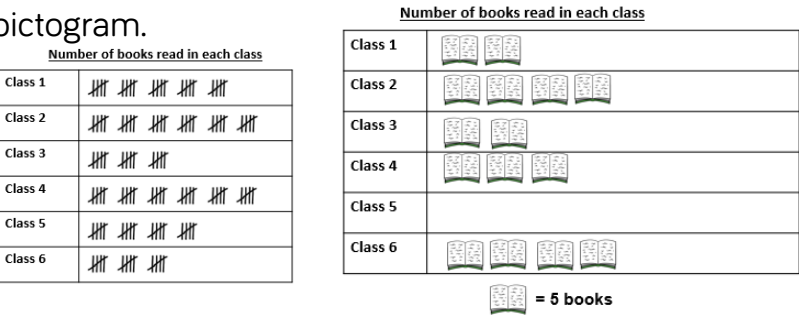 pictogram.
Number of books read in each class
Class 1
Class 2
Class 3
Class 4
Class 5
Class 6
Number of books read in each class
Class 1
Class 2
Class 3
Class 4
Class 5
Class 6
= 5 books